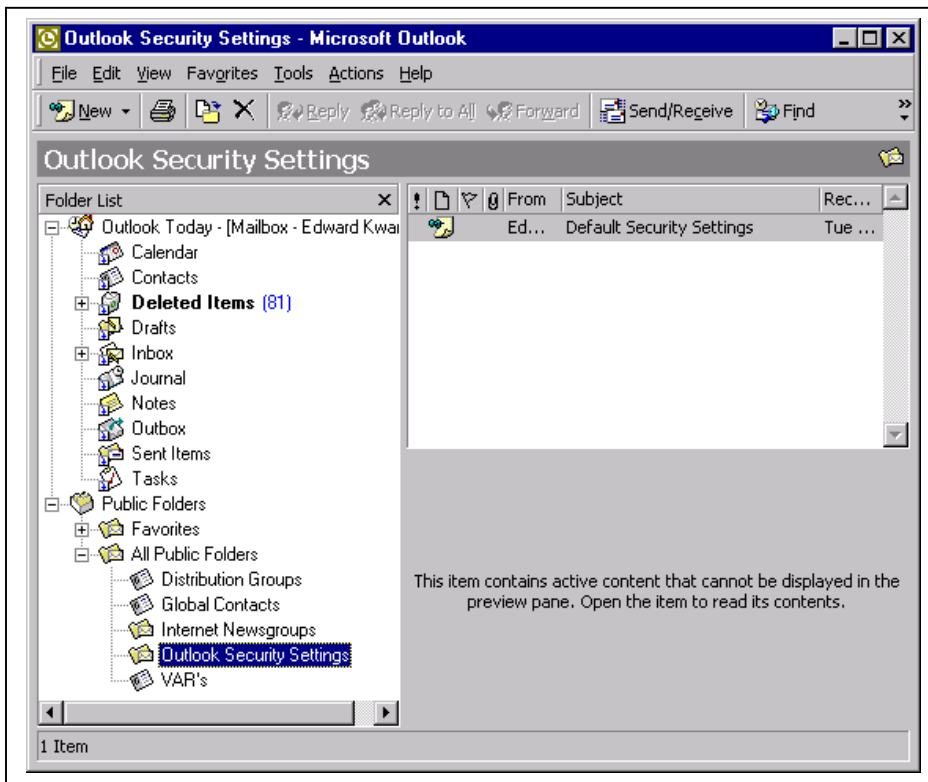 Outlook Security Settings - Microsoft Outlook
File Edit View Favorites Tools Actions Help
New Reply Reply to All Forward Send/Receive Find »
Outlook Security Settings
Folder List
! From Subject Rec...
Outlook Today - [Mailbox - Edward Kwai
Ed... Default Security Settings Tue ...
Calendar
Contacts
Deleted Items (81)
Drafts
Inbox
Journal
Notes
Outbox
Sent Items
Tasks
Public Folders
Favorites
All Public Folders
Distribution Groups
Global Contacts
Internet Newsgroups
Outlook Security Settings
VAR's
This item contains active content that cannot be displayed in the
preview pane. Open the item to read its contents.
1 Item